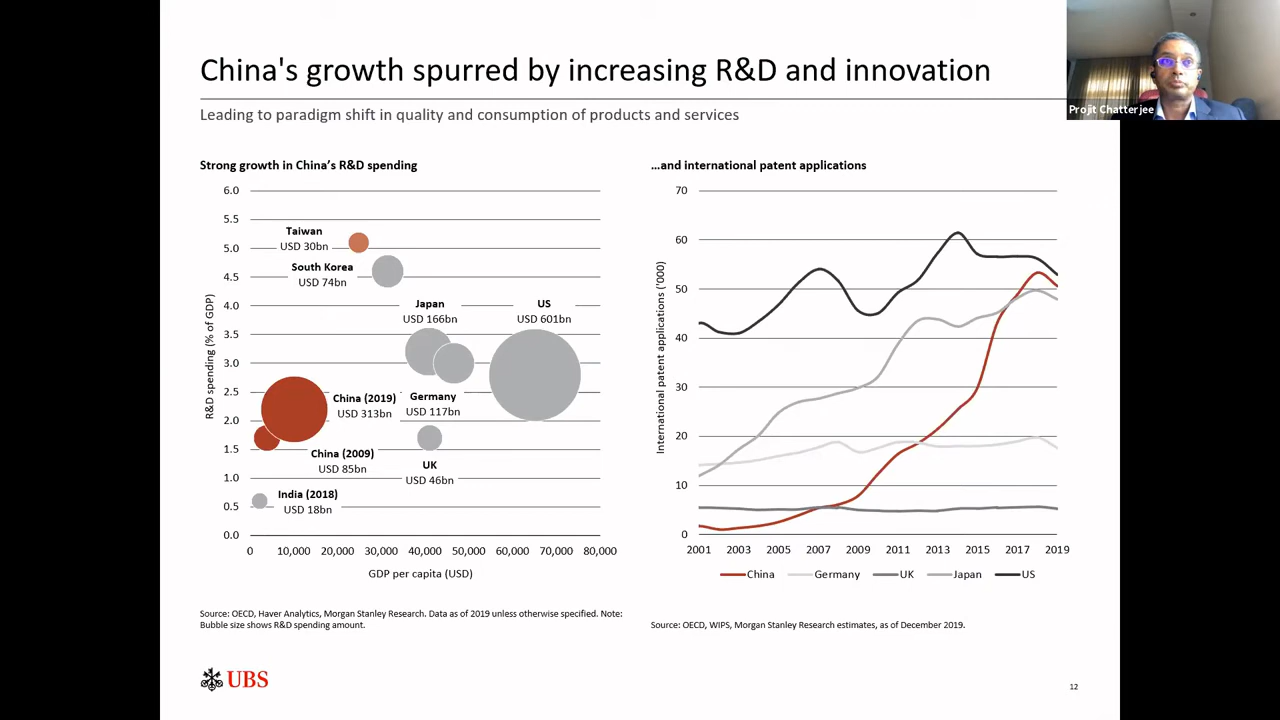 China's growth spurred by increasing R&D and innovation
Projit Chatterjee
Leading to paradigm shift in quality and consumption of products and services
Strong growth in China's R&D spending
R&D spending (% of GDP)
6.0
5.5
5.0
4.5
4.0
3.5
3.0
2.5
2.0
1.5
1.0
0.5
0.0
Taiwan
USD 30bn
South Korea
USD 74bn
Japan
USD 166bn
US
USD 601bn
China (2019)
USD 313bn
Germany
USD 117bn
China (2009)
USD 85bn
UK
USD 46bn
India (2018)
USD 18bn
0 10,000 20,000 30,000 40,000 50,000 60,000 70,000 80,000
GDP per capita (USD)
Source: OECD, Haver Analytics, Morgan Stanley Research. Data as of 2019 unless otherwise specified. Note:
Bubble size shows R&D spending amount.
...and international patent applications
International patent applications ('000)
70
60
50
40
30
20
10
0
2001 2003 2005 2007 2009 2011 2013 2015 2017 2019
China Germany UK Japan US
Source: OECD, WIPS, Morgan Stanley Research estimates, as of December 2019.
UBS
12